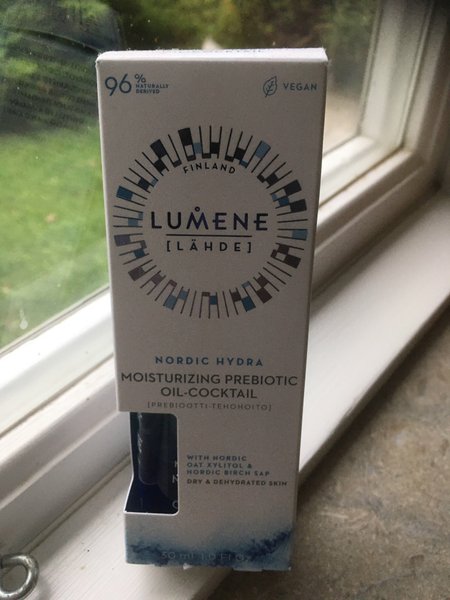 96% NATURALLY DERIVED
VEGAN
FINLAND
LUMENE
[LÄHDE]
NORDIC HYDRA
MOISTURIZING PREBIOTIC
OIL-COCKTAIL
[PREBIOOTTI-TEHOHOITO]
WITH NORDIC
OAT XYLITOL &
NORDIC BIRCH SAP
DRY & DEHYDRATED SKIN